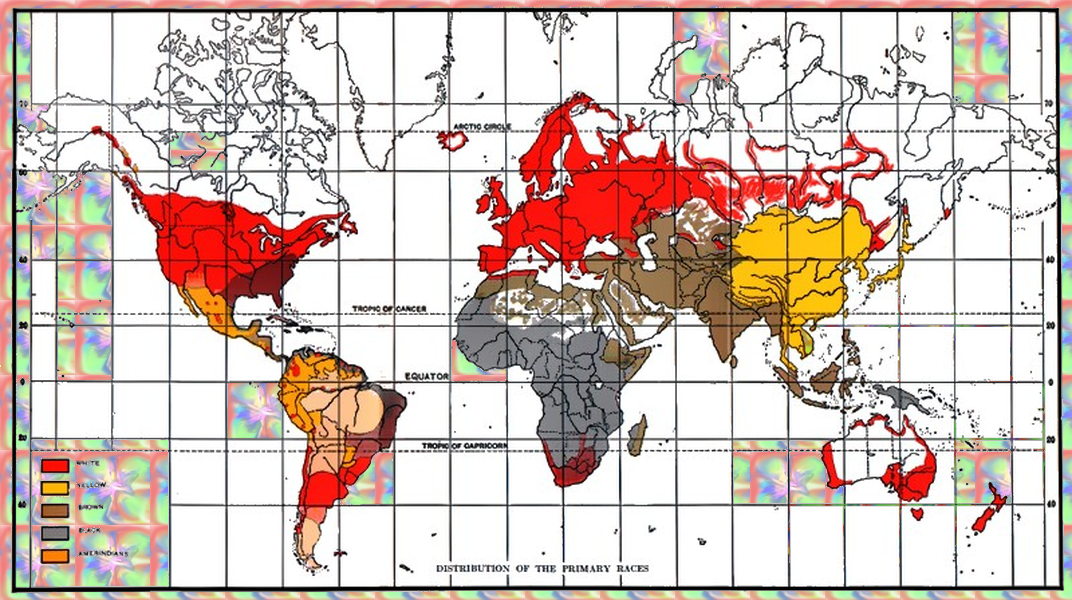 70
70
ARCTIC CIRCLE
60
60
40
40
TROPIC OF CANCER
20
20
EQUATOR
0
0
TROPIC OF CAPRICORN
20
20
WHITE
YELLOW
BROWN
40
40
BLACK
AMERINDIANS
DISTRIBUTION OF THE PRIMARY RACES